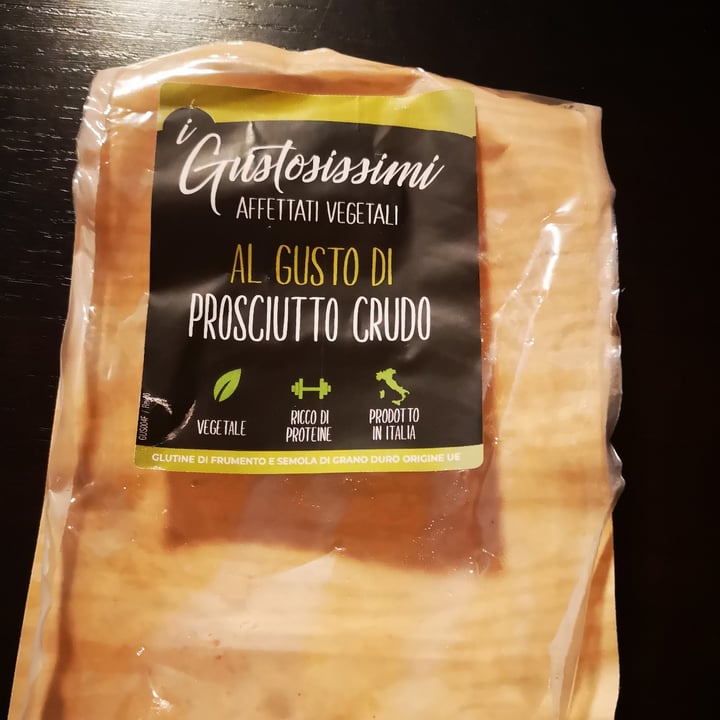 i
Gustosissimi
AFFETTATI VEGETALI
AL GUSTO DI
PROSCIUTTO CRUDO
VEGETALE
RICCO DI
PROTEINE
PRODOTTO
IN ITALIA
GLUTINE DI FRUMENTO E SEMOLA DI GRANO DURO ORIGINE UE